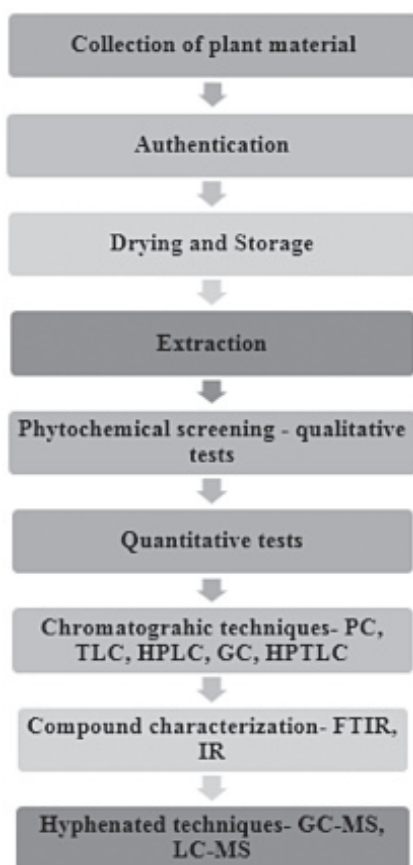 Collection of plant material
Authentication
Drying and Storage
Extraction
Phytochemical screening - qualitative
tests
Quantitative tests
Chromatograhic techniques- PC,
TLC, HPLC, GC, HPTLC
Compound characterization- FTIR,
IR
Hyphenated techniques- GC-MS,
LC-MS